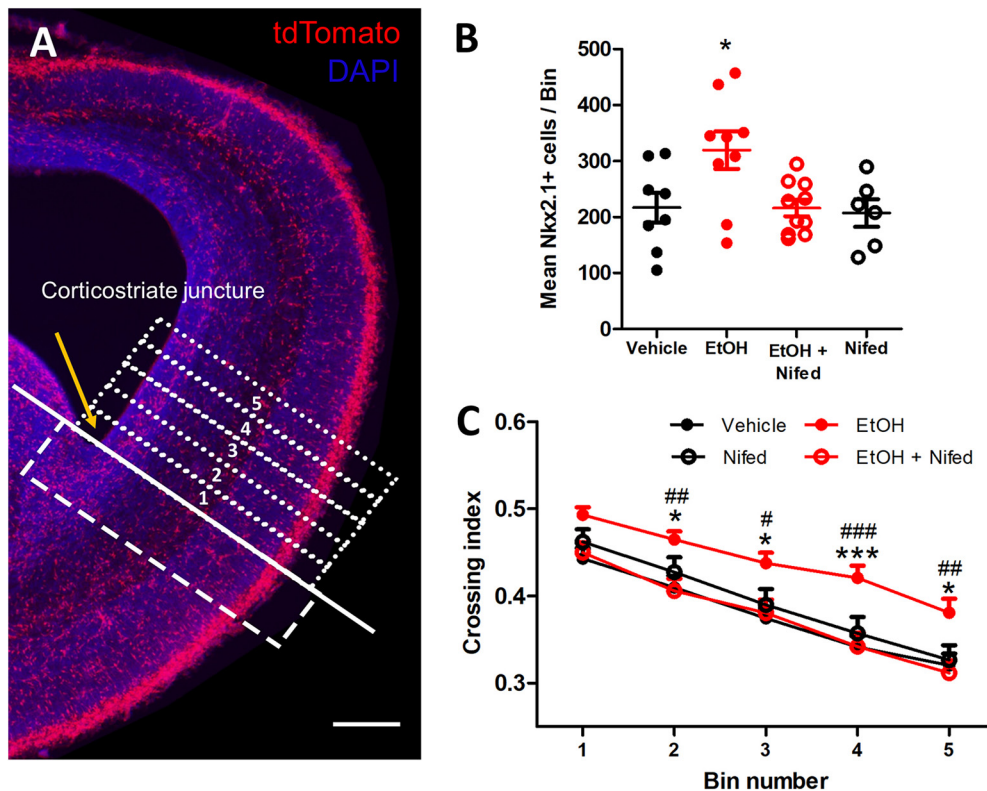 A
tdTomato
DAPI
Corticostriate juncture
5
4
3
2
1
B
Mean Nkx2.1+ cells / Bin
500
400
300
200
100
0
Vehicle
EtOH
EtOH +
Nifed
Nifed
*
C
Vehicle
EtOH
Nifed
EtOH + Nifed
Crossing index
0.6
0.5
0.4
0.3
##
*
#
*
###
***
##
*
1
2
3
4
5
Bin number